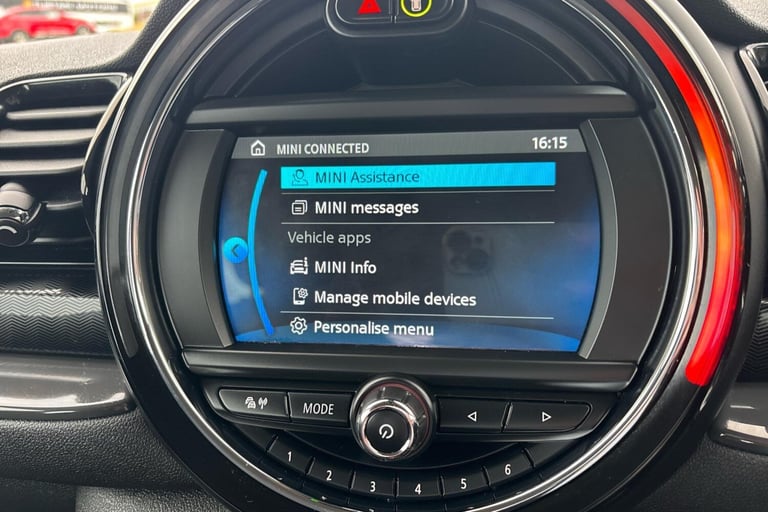 MINI CONNECTED 16:15
MINI Assistance
MINI messages
Vehicle apps
MINI Info
Manage mobile devices
Personalise menu
MODE
1 2 3 4 5 6